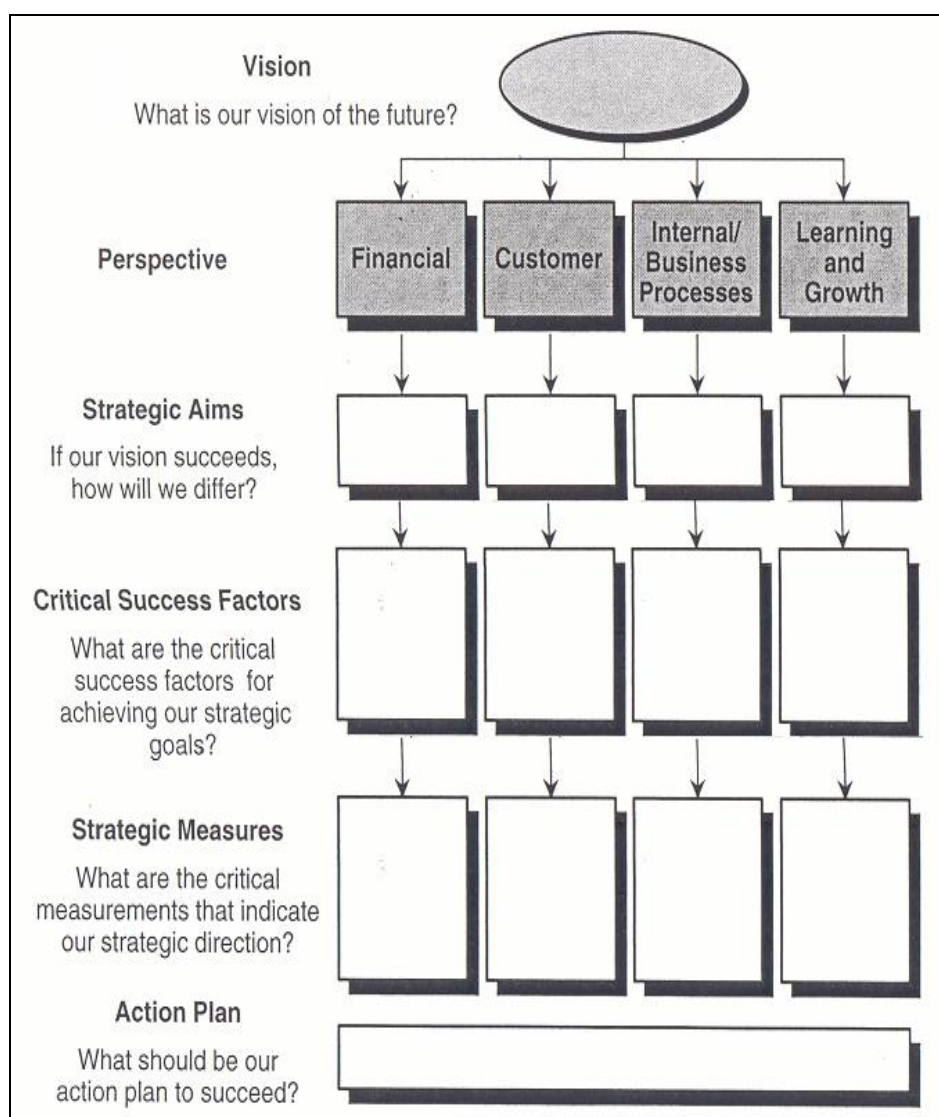 Vision
What is our vision of the future?
Perspective
Financial
Customer
Internal/
Business
Processes
Learning
and
Growth
Strategic Aims
If our vision succeeds,
how will we differ?
Critical Success Factors
What are the critical
success factors for
achieving our strategic
goals?
Strategic Measures
What are the critical
measurements that indicate
our strategic direction?
Action Plan
What should be our
action plan to succeed?